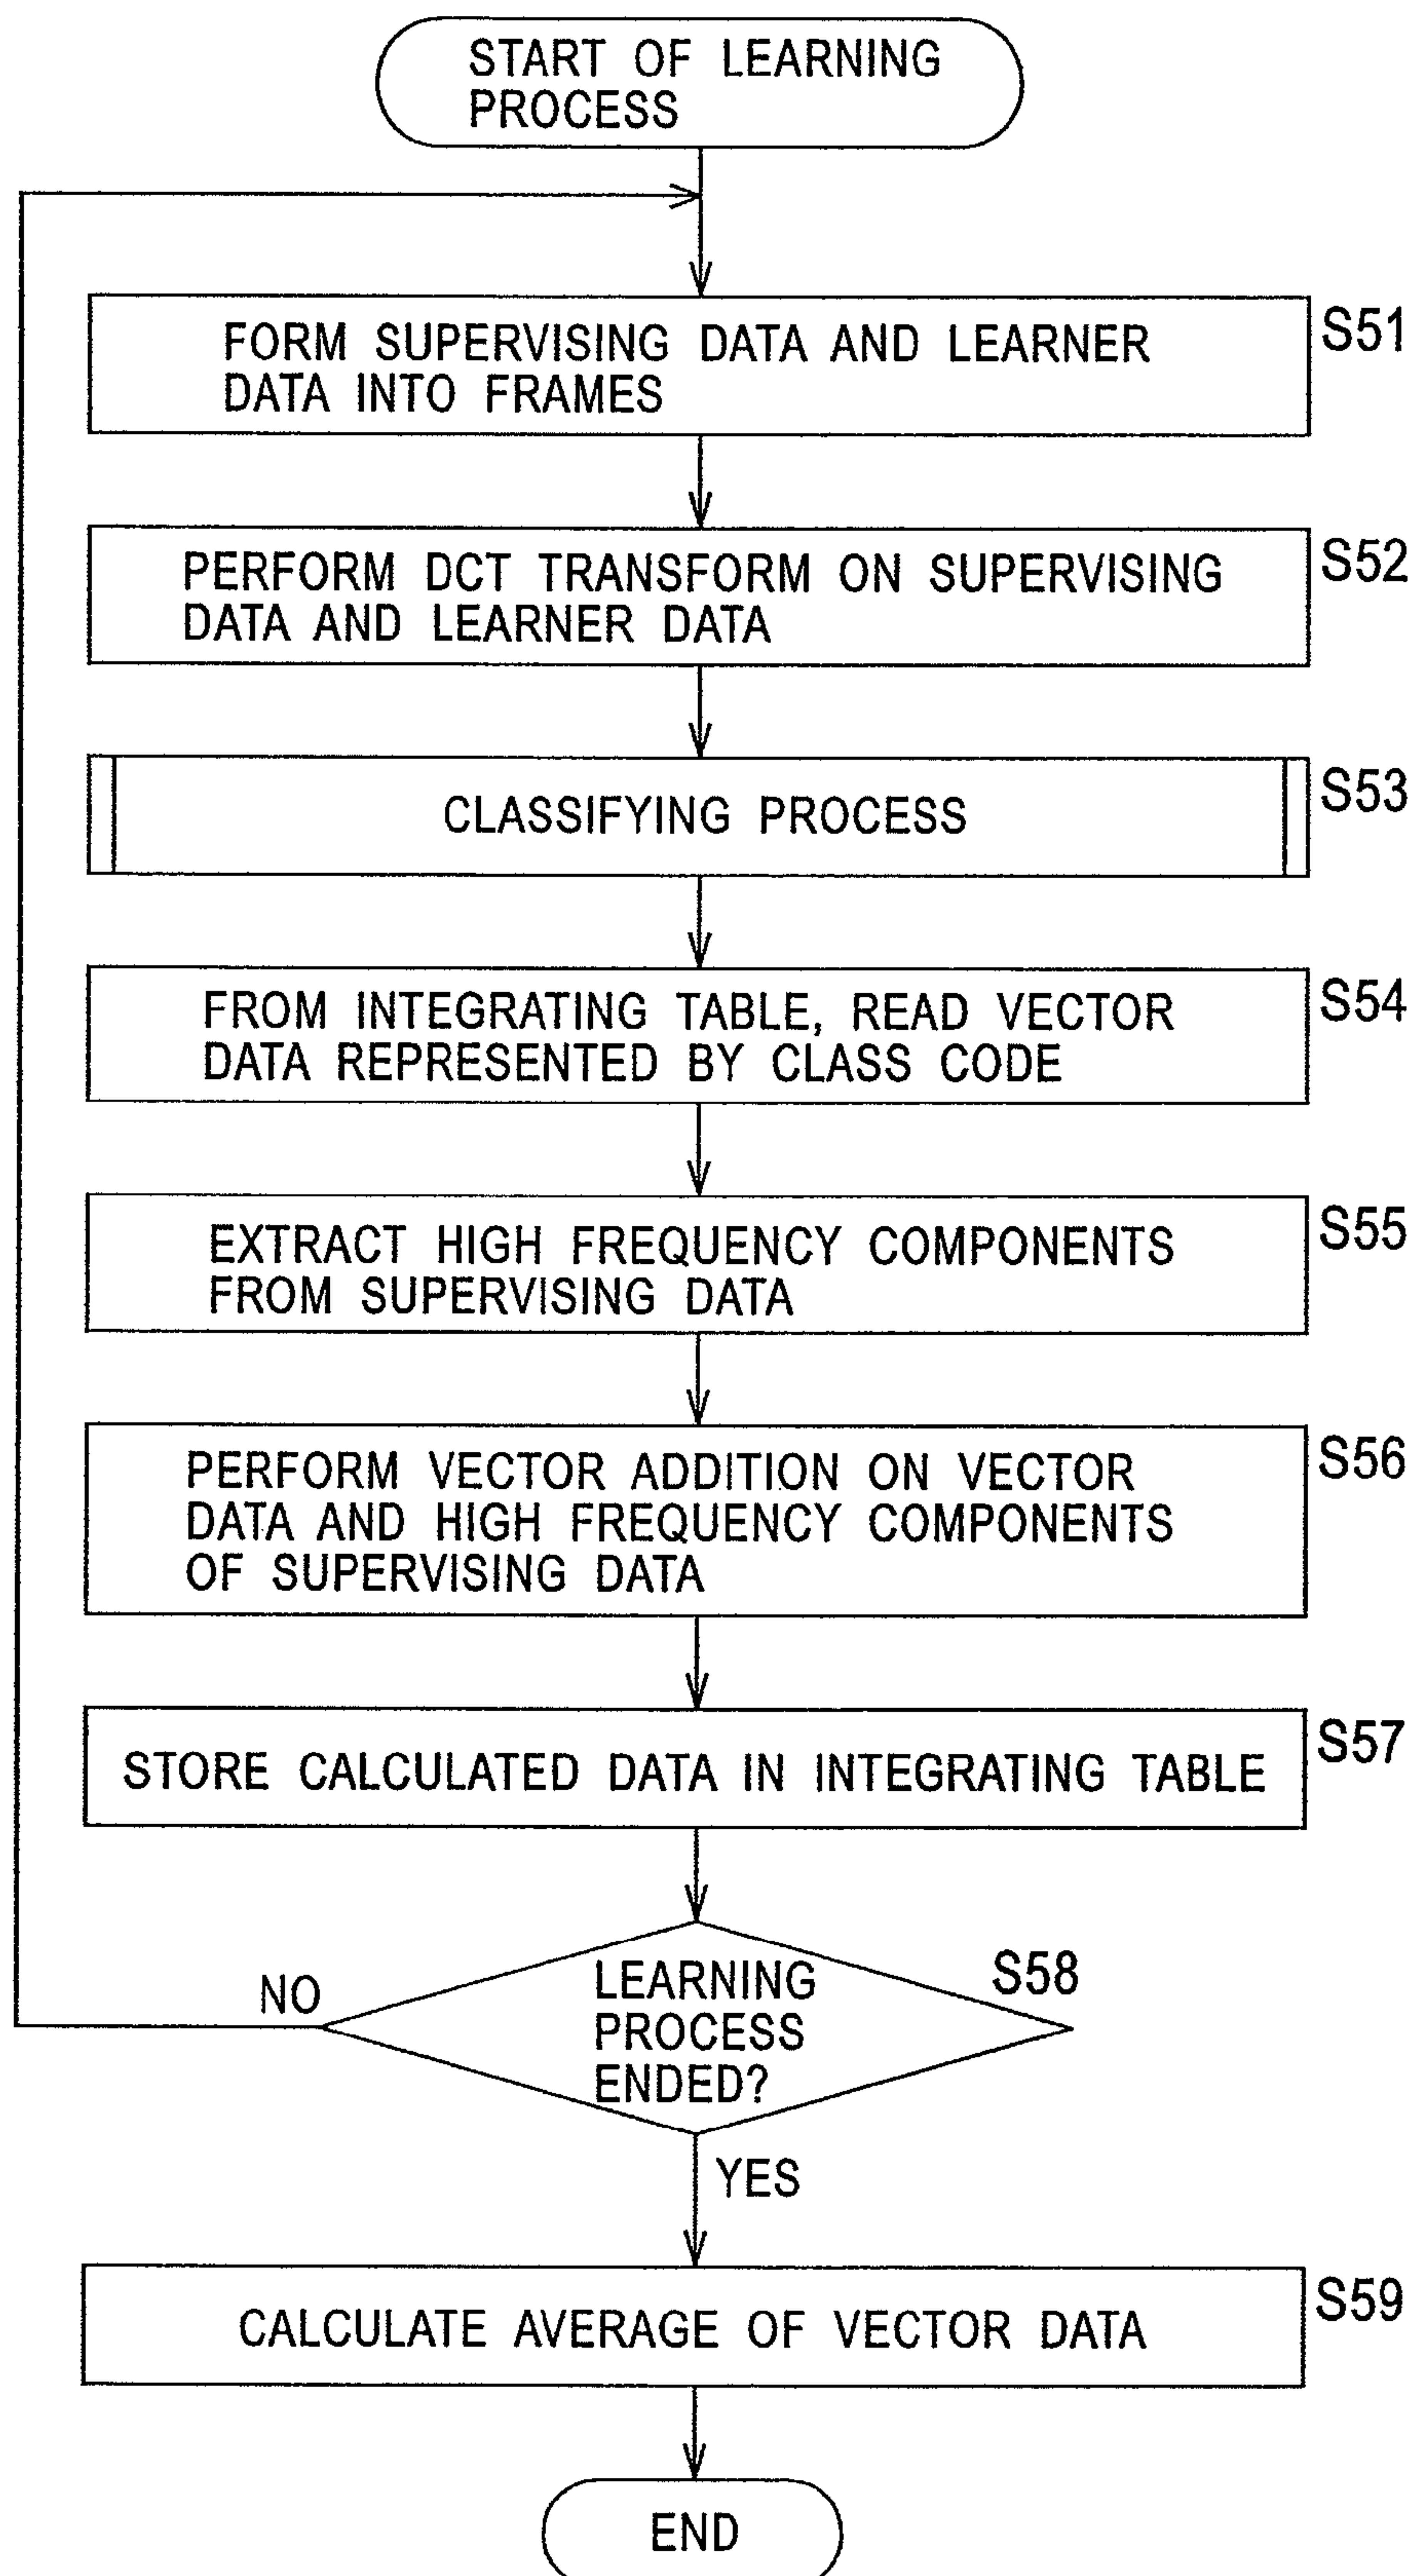 START OF LEARNING
PROCESS
FORM SUPERVISING DATA AND LEARNER
DATA INTO FRAMES
S51
PERFORM DCT TRANSFORM ON SUPERVISING
DATA AND LEARNER DATA
S52
CLASSIFYING PROCESS
S53
FROM INTEGRATING TABLE, READ VECTOR
DATA REPRESENTED BY CLASS CODE
S54
EXTRACT HIGH FREQUENCY COMPONENTS
FROM SUPERVISING DATA
S55
PERFORM VECTOR ADDITION ON VECTOR
DATA AND HIGH FREQUENCY COMPONENTS
OF SUPERVISING DATA
S56
STORE CALCULATED DATA IN INTEGRATING TABLE
S57
LEARNING
PROCESS
ENDED?
S58
NO
YES
CALCULATE AVERAGE OF VECTOR DATA
S59
END